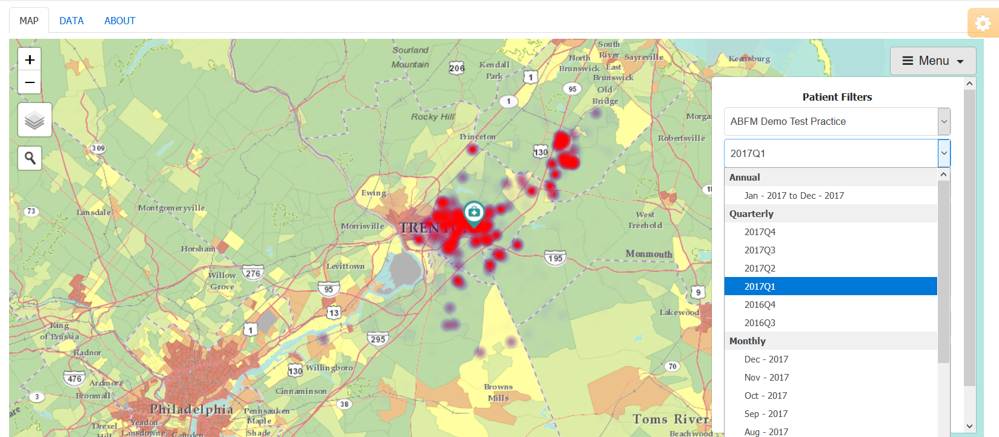 MAP DATA ABOUT
+
−
Menu
Sourland
Mountain
206
Kendall
Park
1
North
Brunswick
South
River
East
Brunswick
Sayreville
Keansburg
95
Old
Bridge
1
Rocky Hill
Princeton
130
Robertsville
309
Ewing
73
Lansdale
Montgomeryville
Morrisville
TRENTON
West
Freehold
Horsham
Monmouth
195
Levittown
276
Willow
Grove
95
13
9
Lakewood
King
of Prussia
1
295
Radnor
130
Willingboro
70
476
Ardmore
Broomall
3
Cinnaminson
38
Browns
Mills
Philadelphia
Pennsauken
Maple
Shade
Toms River
Yeadon
Drexel
Lansdowne
Camden
Beachwood
Patient Filters
ABFM Demo Test Practice
2017Q1
Annual
Jan - 2017 to Dec - 2017
Quarterly
2017Q4
2017Q3
2017Q2
2017Q1
2016Q4
2016Q3
Monthly
Dec - 2017
Nov - 2017
Oct - 2017
Sep - 2017
Aug - 2017